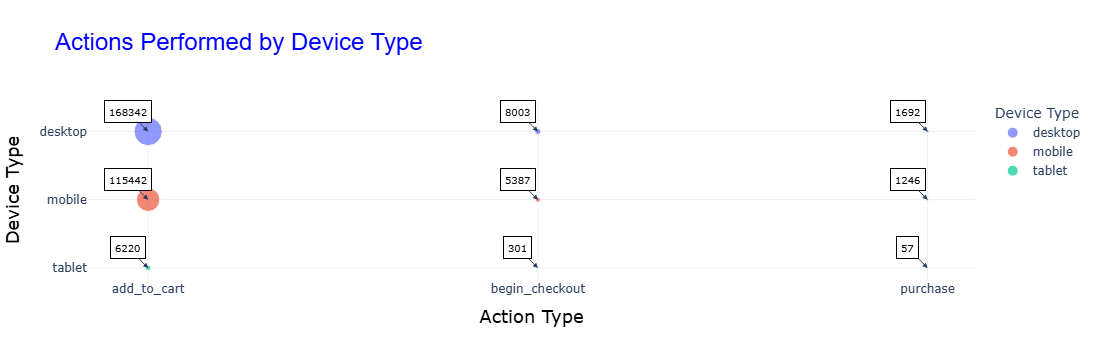 Actions Performed by Device Type
168342 8003 1692
desktop
115442 5387 1246
mobile
6220 301 57
tablet
add_to_cart begin_checkout purchase
Action Type
Device Type
Device Type
desktop
mobile
tablet